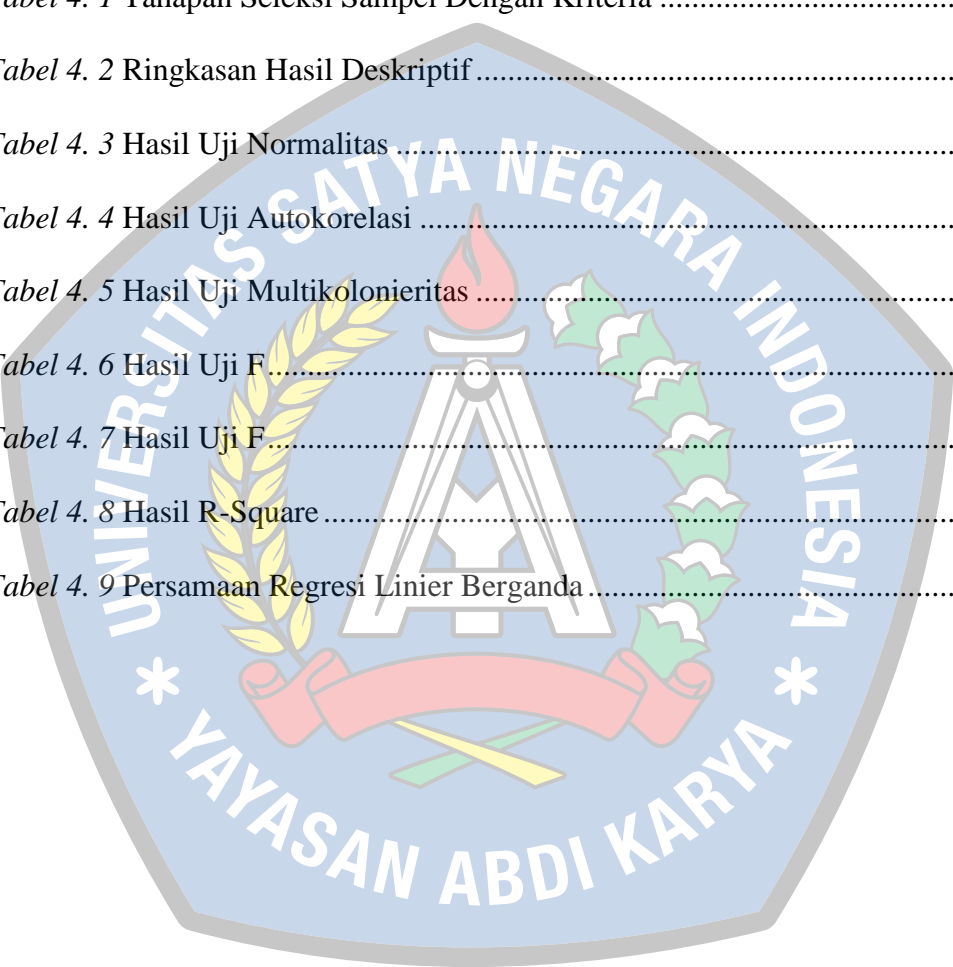 Tabel 4. 1 Tahapan Seleksi Sampel Dengan Kriteria ....................................
Tabel 4. 2 Ringkasan Hasil Deskriptif ............................................................
Tabel 4. 3 Hasil Uji Normalitas ......................................................................
Tabel 4. 4 Hasil Uji Autokorelasi ...................................................................
Tabel 4. 5 Hasil Uji Multikolonieritas ............................................................
Tabel 4. 6 Hasil Uji F......................................................................................
Tabel 4. 7 Hasil Uji F......................................................................................
Tabel 4. 8 Hasil R-Square ...............................................................................
Tabel 4. 9 Persamaan Regresi Linier Berganda ..............................................
UNIVERSITAS SATYA NEGARA INDONESIA
* YAYASAN ABDI KARYA *